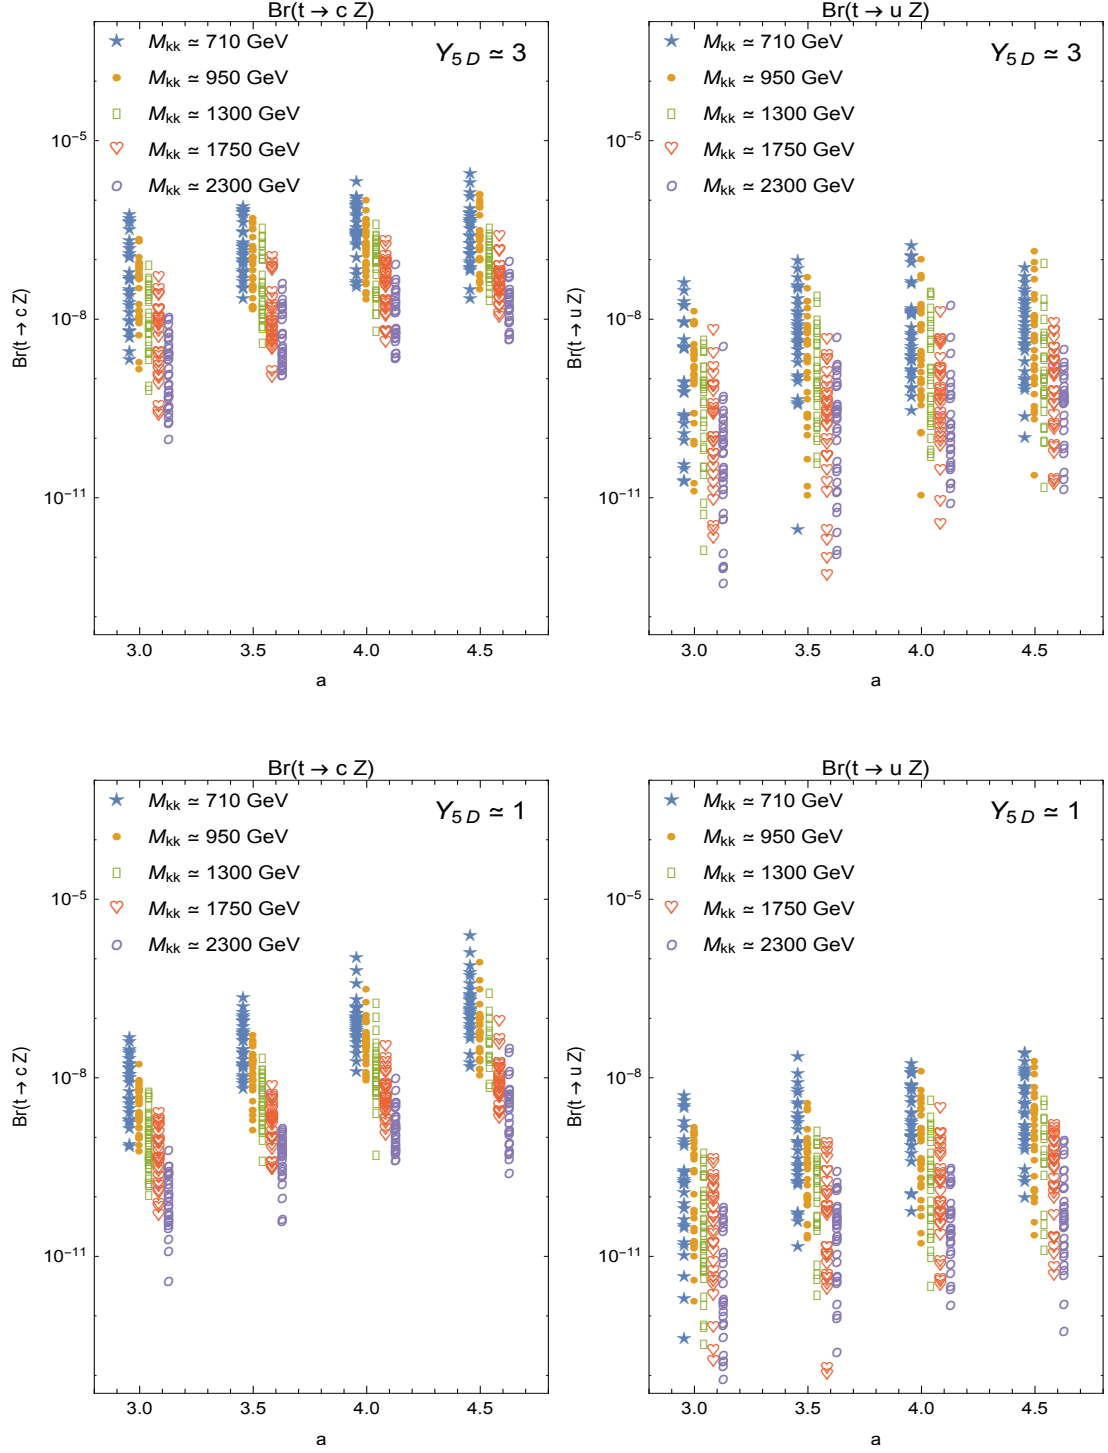 Br(t → c Z)
M_kk ≃ 710 GeV
M_kk ≃ 950 GeV
M_kk ≃ 1300 GeV
M_kk ≃ 1750 GeV
M_kk ≃ 2300 GeV
Y_5D ≃ 3
Br(t → c Z)
10^-5
10^-8
10^-11
3.0 3.5 4.0 4.5
a
Br(t → u Z)
M_kk ≃ 710 GeV
M_kk ≃ 950 GeV
M_kk ≃ 1300 GeV
M_kk ≃ 1750 GeV
M_kk ≃ 2300 GeV
Y_5D ≃ 3
Br(t → u Z)
10^-5
10^-8
10^-11
3.0 3.5 4.0 4.5
a
Br(t → c Z)
M_kk ≃ 710 GeV
M_kk ≃ 950 GeV
M_kk ≃ 1300 GeV
M_kk ≃ 1750 GeV
M_kk ≃ 2300 GeV
Y_5D ≃ 1
Br(t → c Z)
10^-5
10^-8
10^-11
3.0 3.5 4.0 4.5
a
Br(t → u Z)
M_kk ≃ 710 GeV
M_kk ≃ 950 GeV
M_kk ≃ 1300 GeV
M_kk ≃ 1750 GeV
M_kk ≃ 2300 GeV
Y_5D ≃ 1
Br(t → u Z)
10^-5
10^-8
10^-11
3.0 3.5 4.0 4.5
a